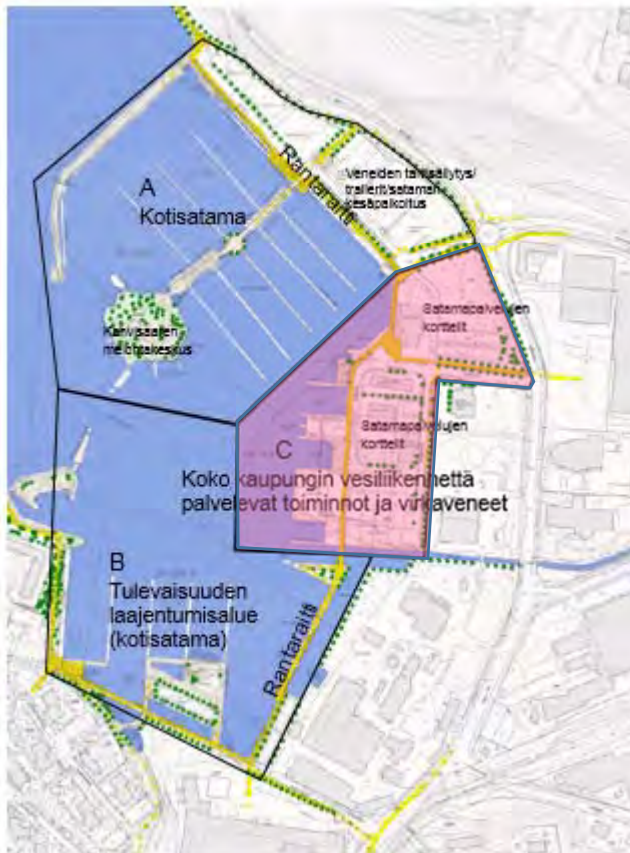 A
Kotisatama
Rantaraitti
Veneiden talvisäilytys/
trailerit/sataman
kesäpaikoitus
Satamapalvelujen
korttelit
Satamapalvelujen
korttelit
C
Koko kaupungin vesiliikennettä
palvelevat toiminnot ja virkaveneet
B
Tulevaisuuden
laajentumisalue
(kotisatama)
Rantaraitti